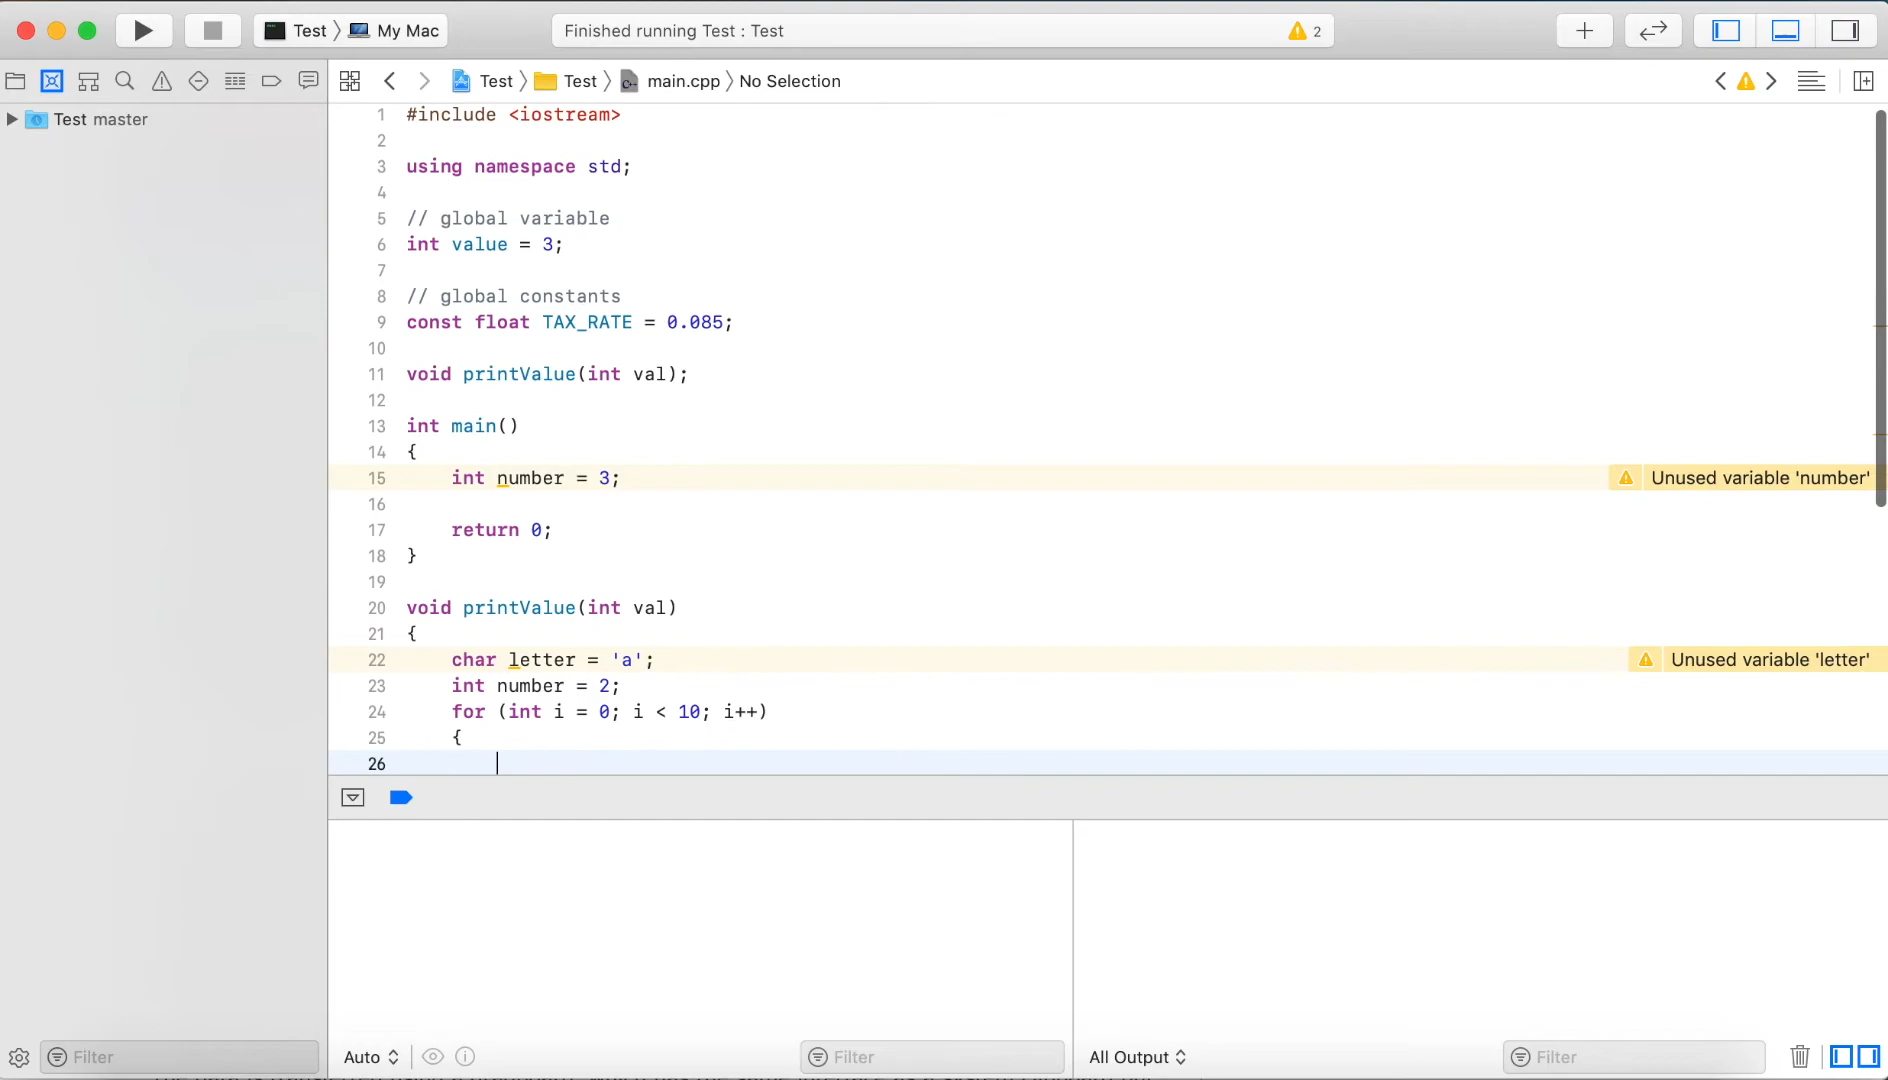 Test 〉 My Mac
Finished running Test : Test
2
Test 〉 Test 〉 main.cpp 〉 No Selection
Test master
1 #include <iostream>
2
3 using namespace std;
4
5 // global variable
6 int value = 3;
7
8 // global constants
9 const float TAX_RATE = 0.085;
10
11 void printValue(int val);
12
13 int main()
14 {
15 int number = 3; Unused variable 'number'
16
17 return 0;
18 }
19
20 void printValue(int val)
21 {
22 char letter = 'a'; Unused variable 'letter'
23 int number = 2;
24 for (int i = 0; i < 10; i++)
25 {
26
Filter
Auto
Filter
All Output
Filter